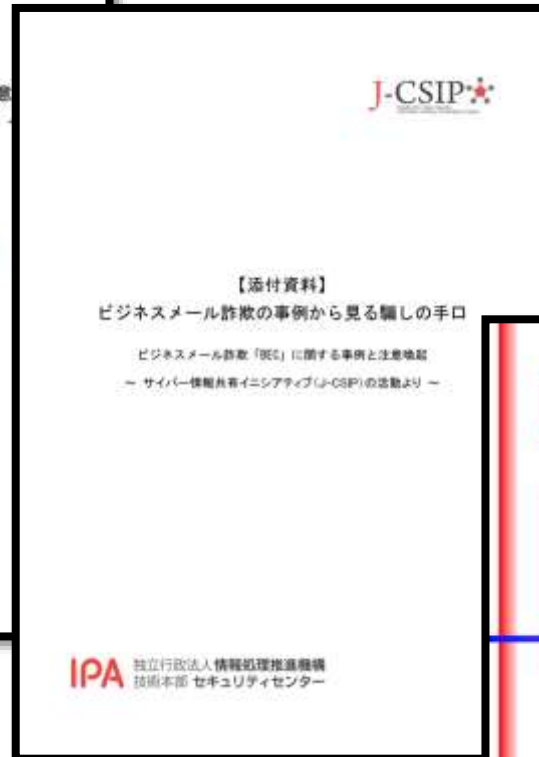 J-CSIP
【添付資料】
ビジネスメール詐欺の事例から見る騙しの手口
ビジネスメール詐欺「BEC」に関する事例と注意喚起
～ サイバー情報共有イニシアティブ(J-CSIP)の活動より ～
IPA 独立行政法人情報処理推進機構
技術本部 セキュリティセンター